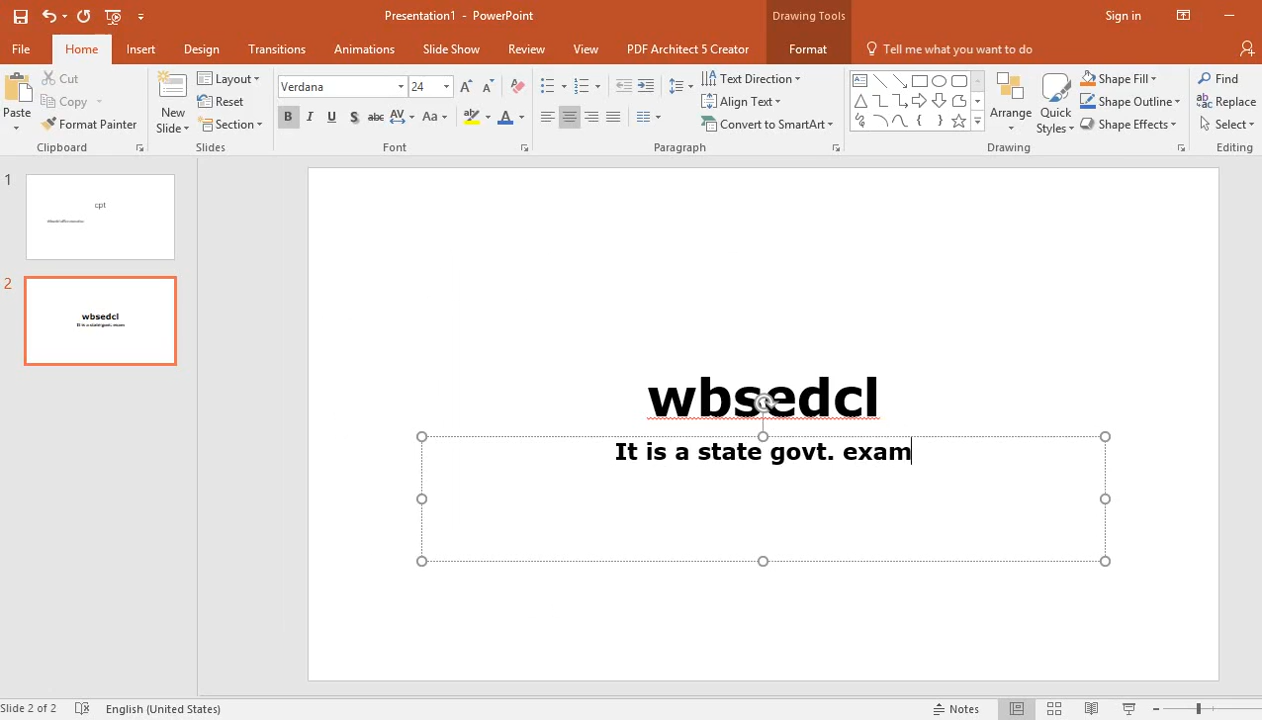 Presentation1 - PowerPoint
Drawing Tools
Sign in
File
Home
Insert
Design
Transitions
Animations
Slide Show
Review
View
PDF Architect 5 Creator
Format
Tell me what you want to do
Paste
Cut
Copy
Format Painter
Clipboard
New
Slide
Layout
Reset
Section
Slides
Verdana
24
B I U S abc AV Aa A
Font
Text Direction
Align Text
Convert to SmartArt
Paragraph
Arrange
Quick
Styles
Shape Fill
Shape Outline
Shape Effects
Drawing
Find
Replace
Select
Editing
1
cpt
2
wbsedcl
It is a state govt. exam
wbsedcl
It is a state govt. exam
Slide 2 of 2
English (United States)
Notes